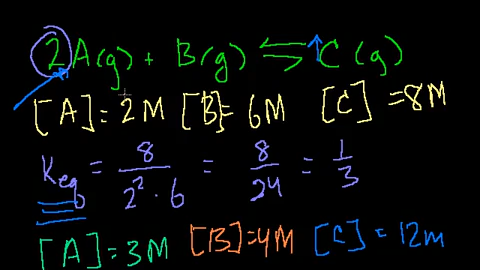 2A(g) + B(g) ⇌ ↑C(g)
[A] = 2M [B] = 6M [C] = 8M
Keq = 8/(2² · 6) = 8/24 = 1/3
[A] = 3M [B] = 4M [C] = 12M